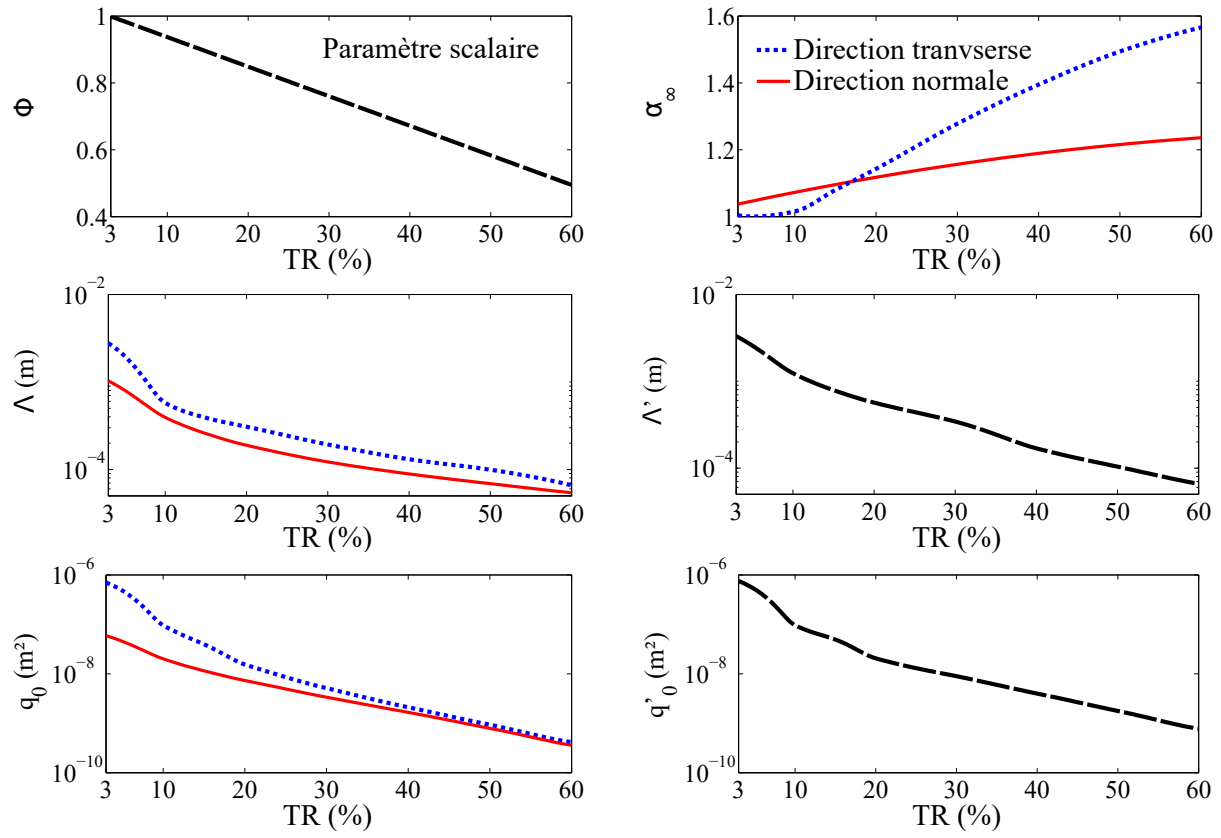 1
0.8
0.6
0.4
Φ
Paramètre scalaire
3 10 20 30 40 50 60
TR (%)
1.6
1.4
1.2
1
α∞
Direction tranvserse
Direction normale
3 10 20 30 40 50 60
TR (%)
10⁻²
10⁻⁴
Λ (m)
3 10 20 30 40 50 60
TR (%)
10⁻²
10⁻⁴
Λ’ (m)
3 10 20 30 40 50 60
TR (%)
10⁻⁶
10⁻⁸
10⁻¹⁰
q₀ (m²)
3 10 20 30 40 50 60
TR (%)
10⁻⁶
10⁻⁸
10⁻¹⁰
q’₀ (m²)
3 10 20 30 40 50 60
TR (%)